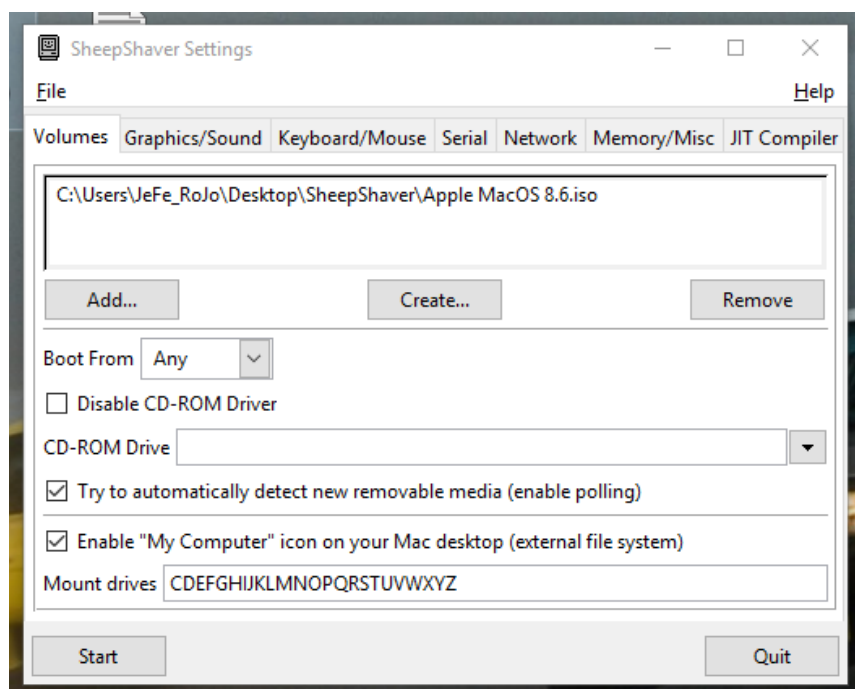 SheepShaver Settings
File Help
Volumes Graphics/Sound Keyboard/Mouse Serial Network Memory/Misc JIT Compiler
C:\Users\JeFe_RoJo\Desktop\SheepShaver\Apple MacOS 8.6.iso
Add... Create... Remove
Boot From Any
Disable CD-ROM Driver
CD-ROM Drive
Try to automatically detect new removable media (enable polling)
Enable "My Computer" icon on your Mac desktop (external file system)
Mount drives CDEFGHIJKLMNOPQRSTUVWXYZ
Start Quit